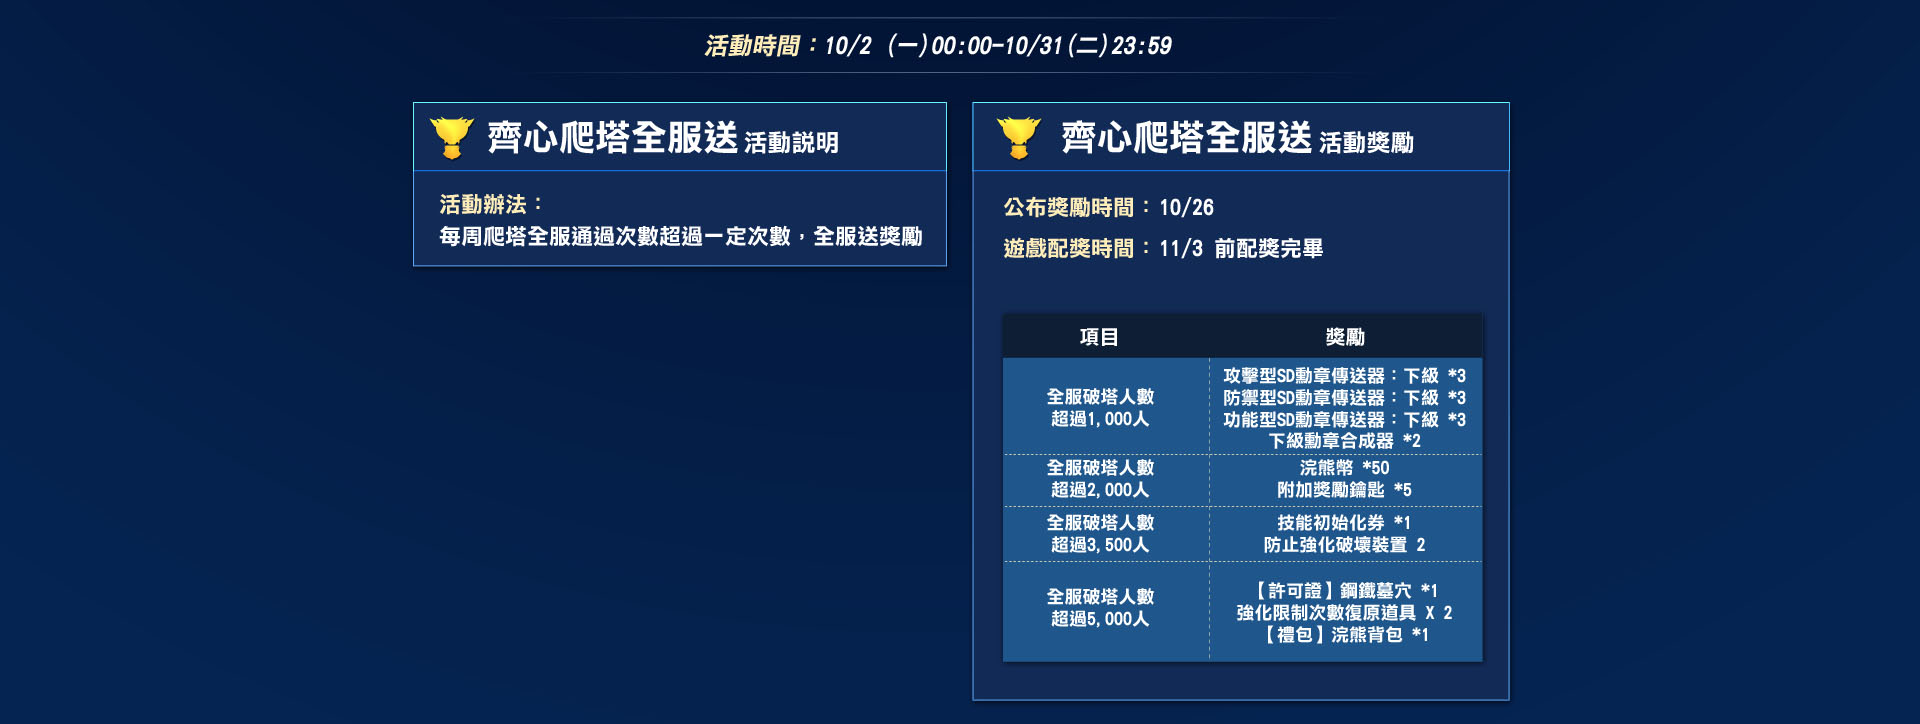 活動時間：10/2 (一)00:00-10/31(二)23:59
齊心爬塔全服送 活動説明
活動辦法：
每周爬塔全服通過次數超過一定次數，全服送獎勵
齊心爬塔全服送 活動獎勵
公布獎勵時間：10/26
遊戲配獎時間：11/3 前配獎完畢
項目 獎勵
全服破塔人數
超過1,000人
攻擊型SD勳章傳送器：下級 *3
防禦型SD勳章傳送器：下級 *3
功能型SD勳章傳送器：下級 *3
下級勳章合成器 *2
全服破塔人數
超過2,000人
浣熊幣 *50
附加獎勵鑰匙 *5
全服破塔人數
超過3,500人
技能初始化券 *1
防止強化破壞裝置 2
全服破塔人數
超過5,000人
【許可證】鋼鐵墓穴 *1
強化限制次數復原道具 X 2
【禮包】浣熊背包 *1